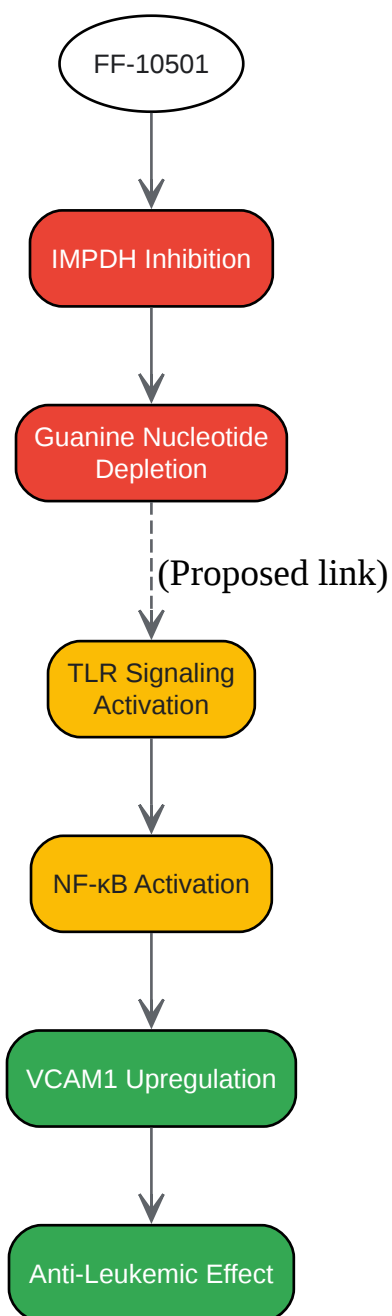 FF-10501
IMPDH Inhibition
Guanine Nucleotide
Depletion
(Proposed link)
TLR Signaling
Activation
NF-κB Activation
VCAM1 Upregulation
Anti-Leukemic Effect